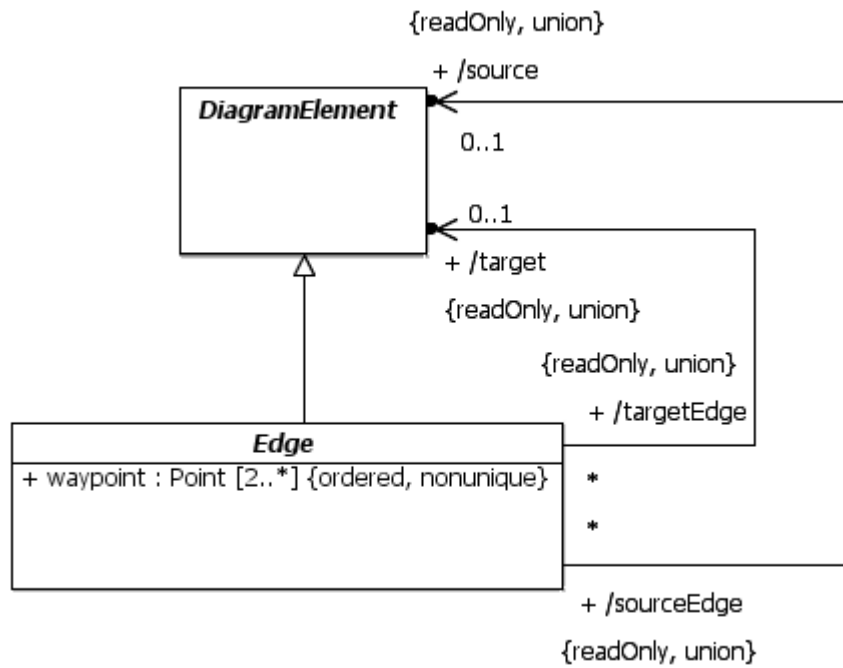 {readOnly, union}
+ /source
DiagramElement
0..1
0..1
+ /target
{readOnly, union}
{readOnly, union}
+ /targetEdge
Edge
+ waypoint : Point [2..*] {ordered, nonunique}
*
*
+ /sourceEdge
{readOnly, union}